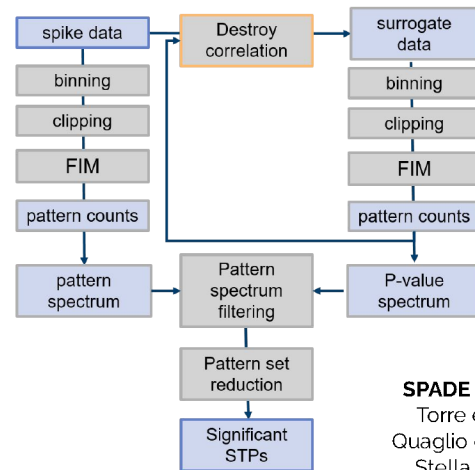 spike data
Destroy
correlation
surrogate
data
binning
binning
clipping
clipping
FIM
FIM
pattern counts
pattern counts
pattern
spectrum
Pattern
spectrum
filtering
P-value
spectrum
Pattern set
reduction
Significant
STPs
SPADE
Torre
Quaglio
Stella